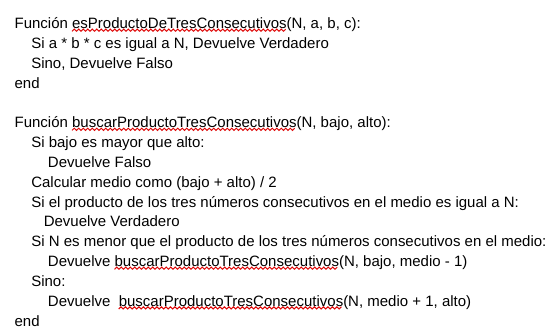 Función esProductoDeTresConsecutivos(N, a, b, c):
Si a * b * c es igual a N, Devuelve Verdadero
Sino, Devuelve Falso
end
Función buscarProductoTresConsecutivos(N, bajo, alto):
Si bajo es mayor que alto:
Devuelve Falso
Calcular medio como (bajo + alto) / 2
Si el producto de los tres números consecutivos en el medio es igual a N:
Devuelve Verdadero
Si N es menor que el producto de los tres números consecutivos en el medio:
Devuelve buscarProductoTresConsecutivos(N, bajo, medio - 1)
Sino:
Devuelve buscarProductoTresConsecutivos(N, medio + 1, alto)
end